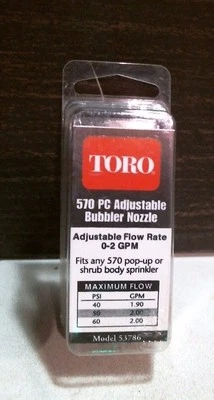 TORO
570 PC Adjustable
Bubbler Nozzle
Adjustable Flow Rate
0-2 GPM
Fits any 570 pop-up or
shrub body sprinkler
MAXIMUM FLOW
PSI GPM
40 1.90
50 2.00
60 2.00
Model 53786